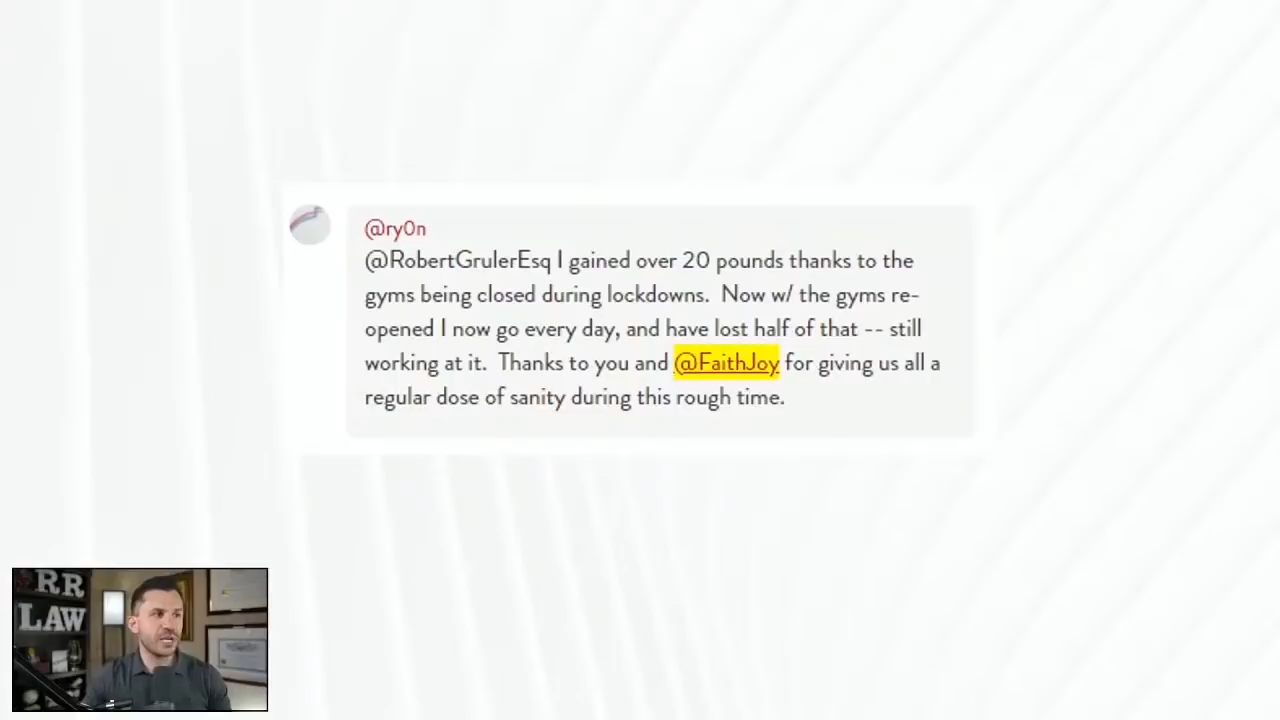 @ry0n
@RobertGrulerEsq I gained over 20 pounds thanks to the
gyms being closed during lockdowns.  Now w/ the gyms re-
opened I now go every day, and have lost half of that -- still
working at it.  Thanks to you and @FaithJoy for giving us all a
regular dose of sanity during this rough time.
RR
LAW